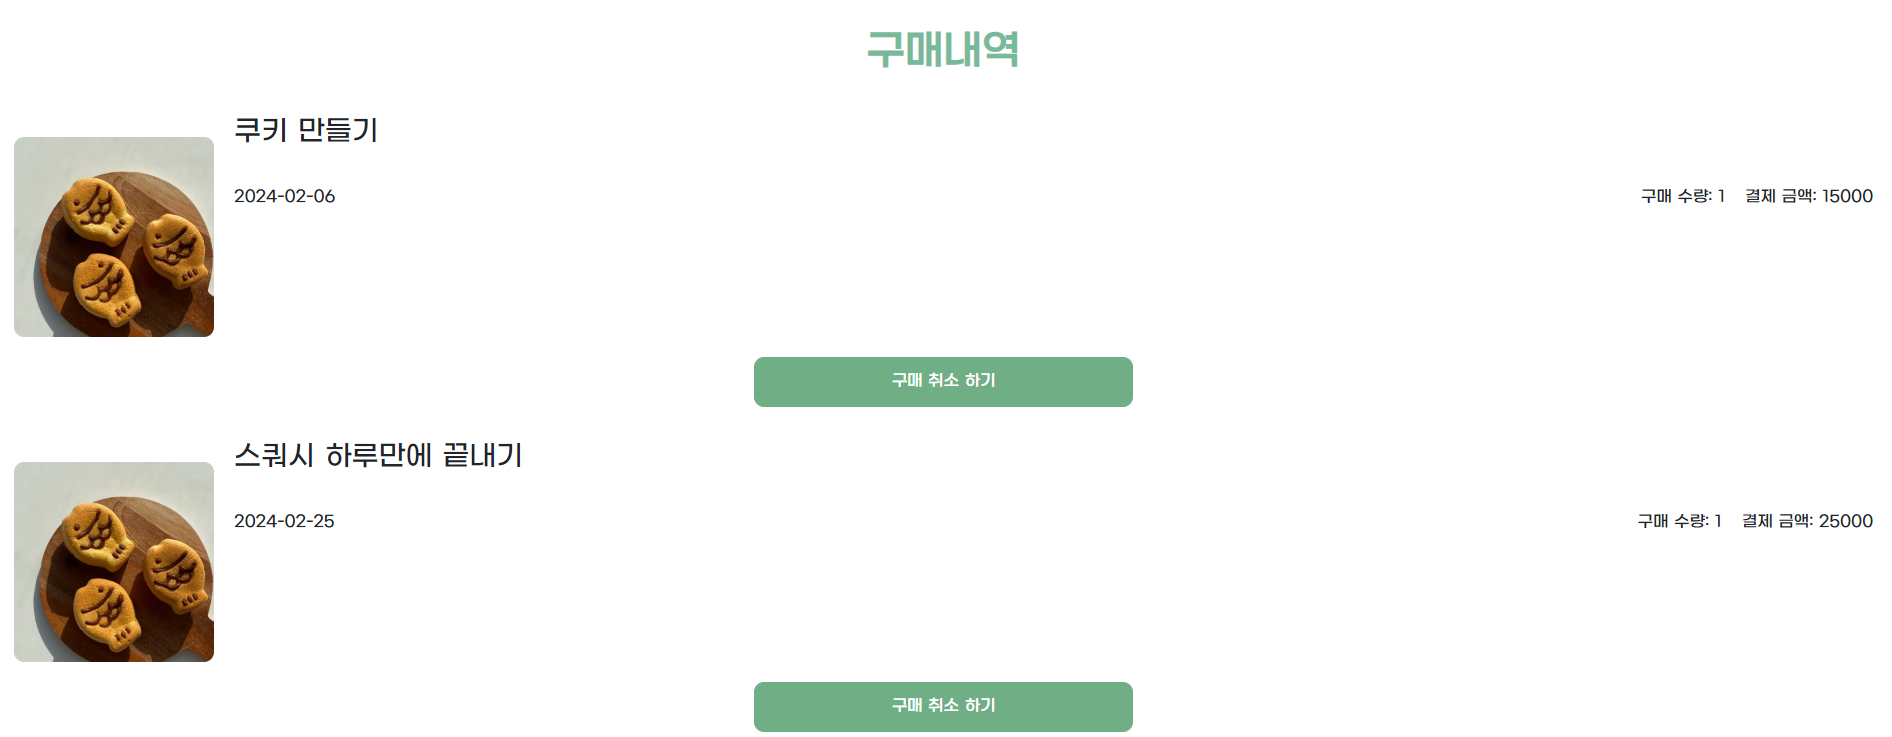 구매내역
쿠키 만들기
2024-02-06
구매 수량: 1 결제 금액: 15000
구매 취소 하기
스쿼시 하루만에 끝내기
2024-02-25
구매 수량: 1 결제 금액: 25000
구매 취소 하기